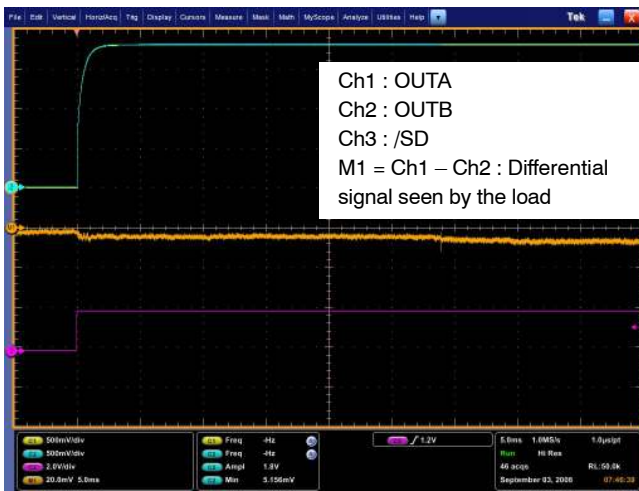 File Edit Vertical Horiz/Acq Trig Display Cursors Measure Mask Math MyScope Analyze Utilities Help Tek
Ch1 : OUTA
Ch2 : OUTB
Ch3 : /SD
M1 = Ch1 – Ch2 : Differential
signal seen by the load
500mV/div
500mV/div
2.0V/div
20.0mV 5.0ms
Freq -Hz
Freq -Hz
Ampl 1.8V
Min 5.156mV
1.2V
5.0ms 1.0MS/s 1.0µs/pt
Run Hi Res
46 acqs RL:50.0k
September 03, 2008 07:46:39